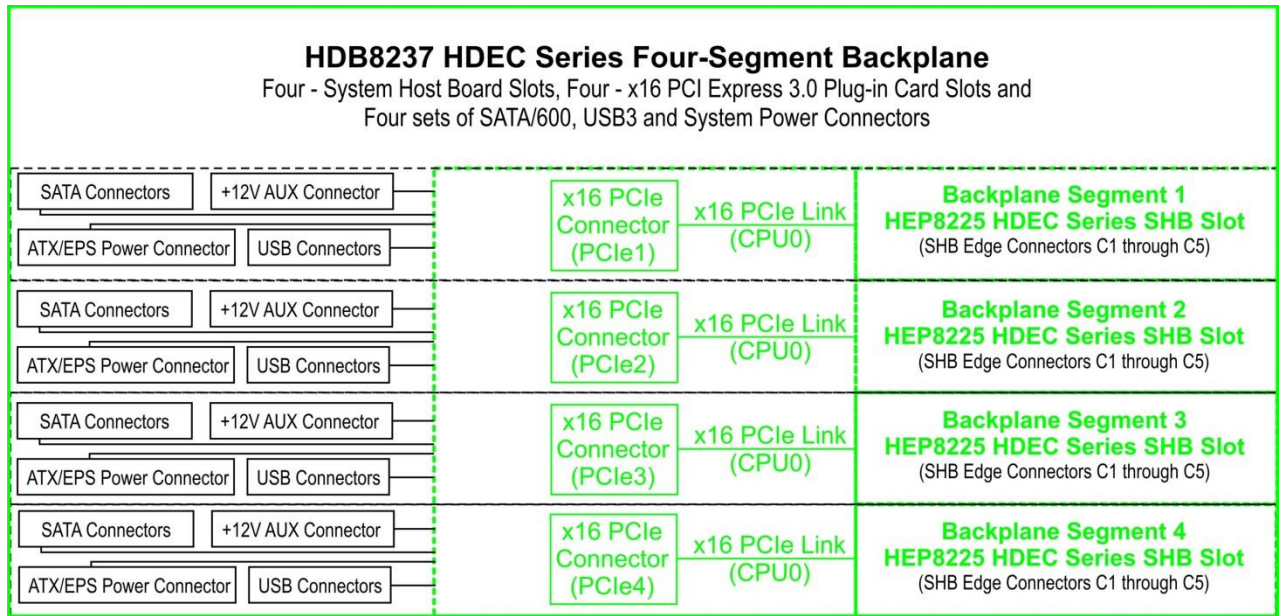 HDB8237 HDEC Series Four-Segment Backplane
Four - System Host Board Slots, Four - x16 PCI Express 3.0 Plug-in Card Slots and
Four sets of SATA/600, USB3 and System Power Connectors
SATA Connectors
+12V AUX Connector
ATX/EPS Power Connector
USB Connectors
x16 PCIe
Connector
(PCIe1)
x16 PCIe Link
(CPU0)
Backplane Segment 1
HEP8225 HDEC Series SHB Slot
(SHB Edge Connectors C1 through C5)
SATA Connectors
+12V AUX Connector
ATX/EPS Power Connector
USB Connectors
x16 PCIe
Connector
(PCIe2)
x16 PCIe Link
(CPU0)
Backplane Segment 2
HEP8225 HDEC Series SHB Slot
(SHB Edge Connectors C1 through C5)
SATA Connectors
+12V AUX Connector
ATX/EPS Power Connector
USB Connectors
x16 PCIe
Connector
(PCIe3)
x16 PCIe Link
(CPU0)
Backplane Segment 3
HEP8225 HDEC Series SHB Slot
(SHB Edge Connectors C1 through C5)
SATA Connectors
+12V AUX Connector
ATX/EPS Power Connector
USB Connectors
x16 PCIe
Connector
(PCIe4)
x16 PCIe Link
(CPU0)
Backplane Segment 4
HEP8225 HDEC Series SHB Slot
(SHB Edge Connectors C1 through C5)